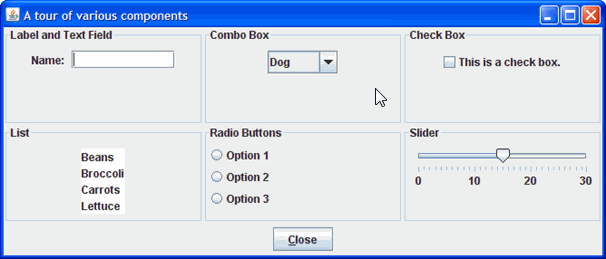 A tour of various components
Label and Text Field
Name:
Combo Box
Dog
Check Box
This is a check box.
List
Beans
Broccoli
Carrots
Lettuce
Radio Buttons
Option 1
Option 2
Option 3
Slider
0 10 20 30
Close